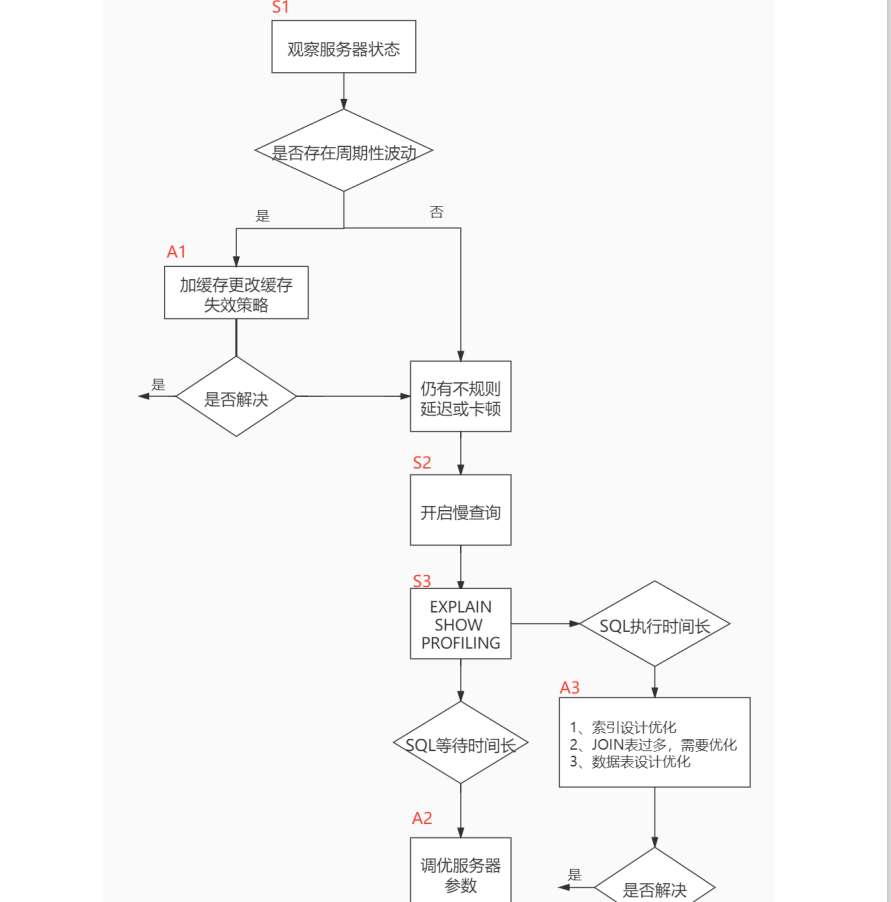 S1
观察服务器状态
是否存在周期性波动
是
否
A1
加缓存更改缓存
失效策略
是
是否解决
仍有不规则
延迟或卡顿
S2
开启慢查询
S3
EXPLAIN
SHOW
PROFILING
SQL执行时间长
A3
1、索引设计优化
2、JOIN表过多，需要优化
3、数据表设计优化
SQL等待时间长
A2
调优服务器
参数
是
是否解决